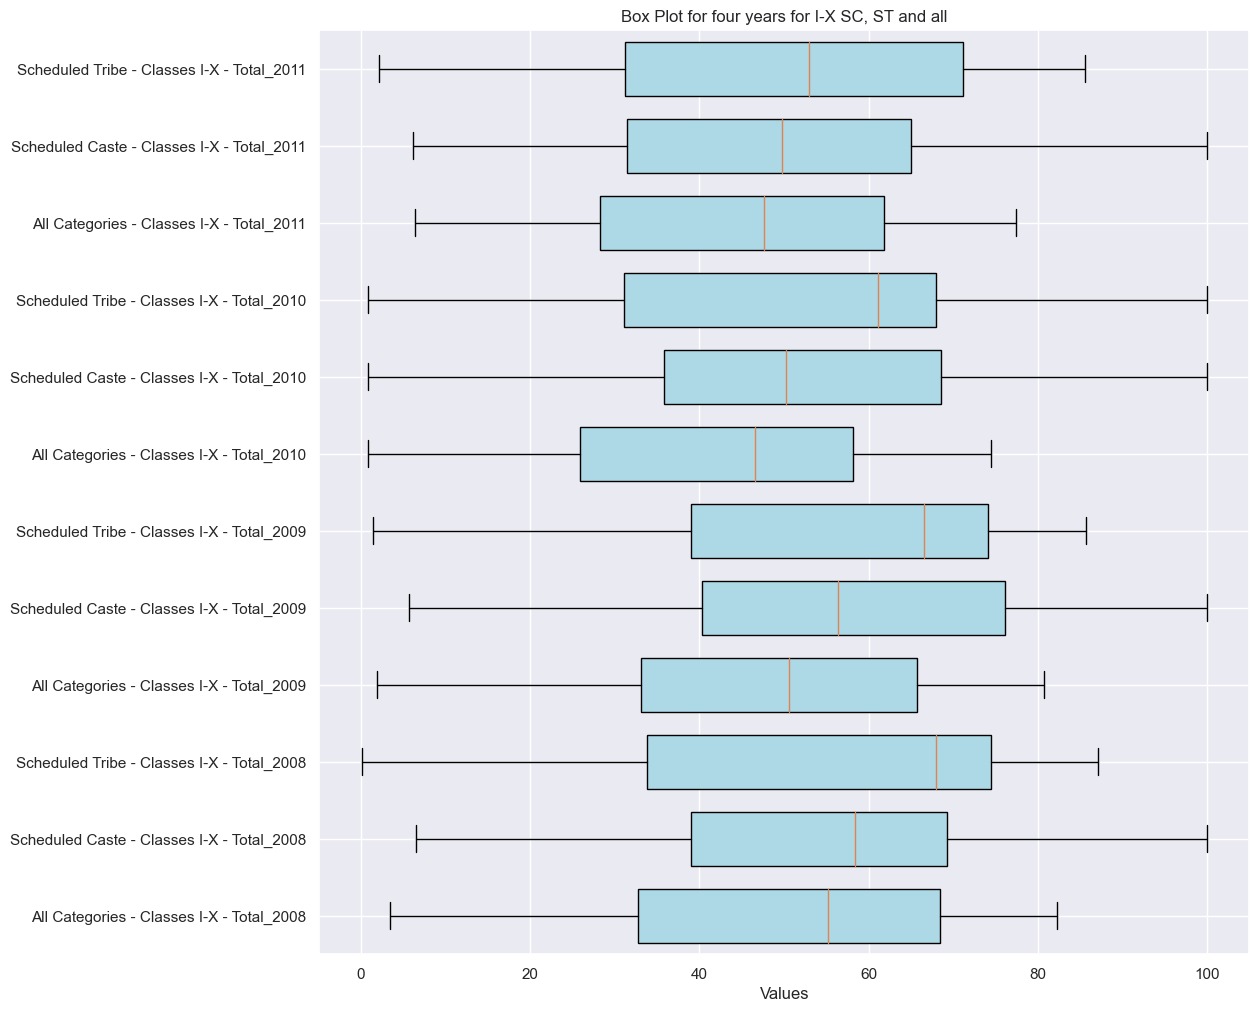 Box Plot for four years for I-X SC, ST and all
Scheduled Tribe - Classes I-X - Total_2011
Scheduled Caste - Classes I-X - Total_2011
All Categories - Classes I-X - Total_2011
Scheduled Tribe - Classes I-X - Total_2010
Scheduled Caste - Classes I-X - Total_2010
All Categories - Classes I-X - Total_2010
Scheduled Tribe - Classes I-X - Total_2009
Scheduled Caste - Classes I-X - Total_2009
All Categories - Classes I-X - Total_2009
Scheduled Tribe - Classes I-X - Total_2008
Scheduled Caste - Classes I-X - Total_2008
All Categories - Classes I-X - Total_2008
0 20 40 60 80 100
Values